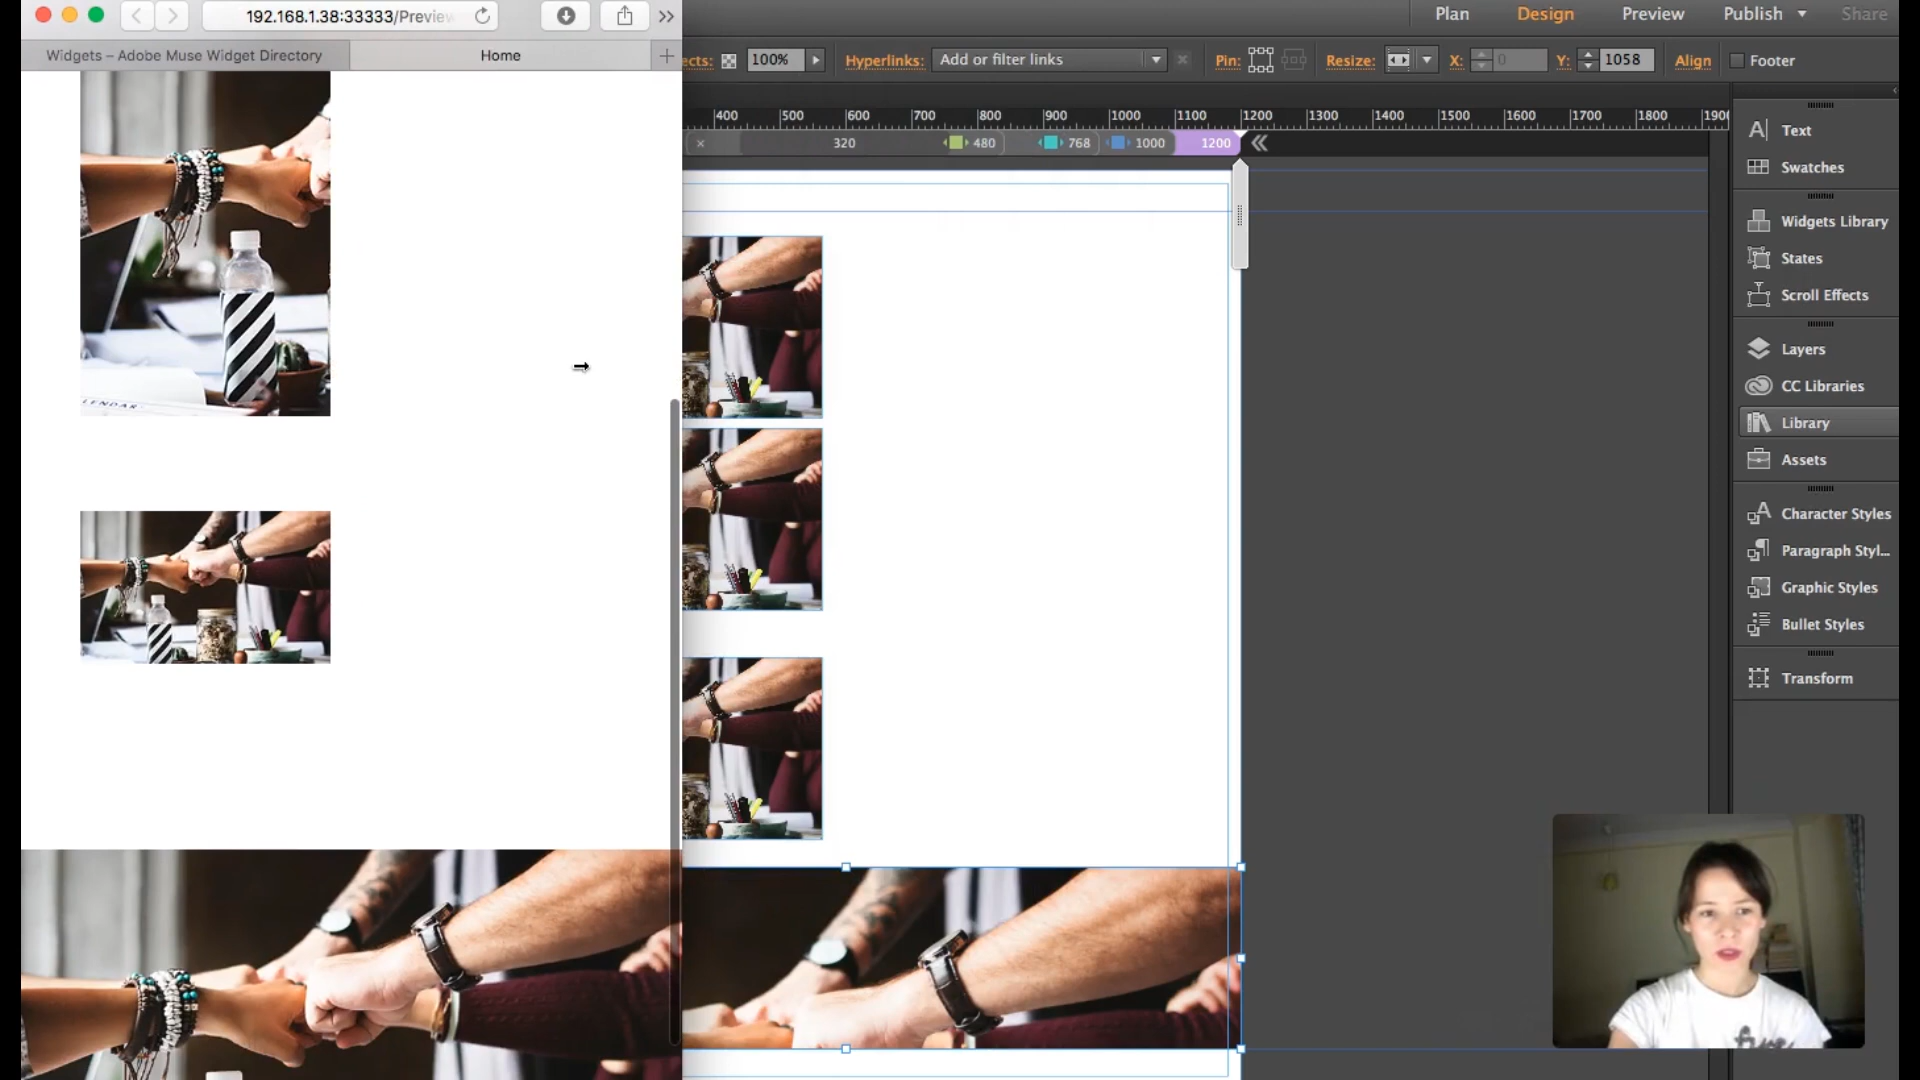 192.168.1.38:33333/Preview
Widgets – Adobe Muse Widget Directory
Home
Plan
Design
Preview
Publish
Share
100%
Hyperlinks:
Add or filter links
Pin:
Resize:
X:
0
Y:
1058
Align
Footer
400
500
600
700
800
900
1000
1100
1200
1300
1400
1500
1600
1700
1800
320
480
768
1000
1200
Text
Swatches
Widgets Library
States
Scroll Effects
Layers
CC Libraries
Library
Assets
Character Styles
Paragraph Styl...
Graphic Styles
Bullet Styles
Transform